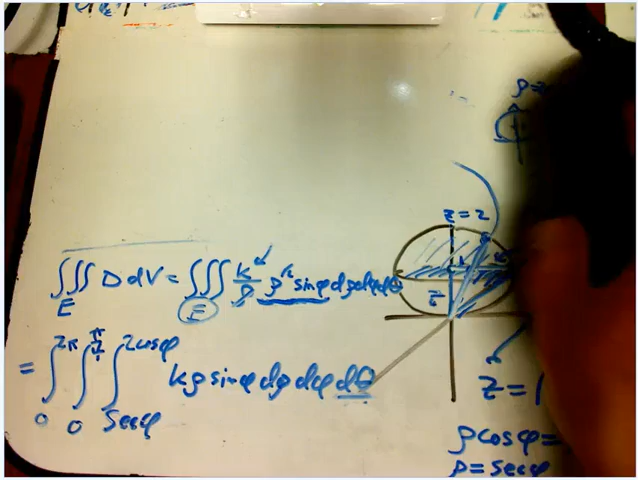 ρ=
z=2
∭_E D dV = ∭_E k/ρ ρ² sinφ dρ dφ dθ
= ∫_0^{2π} ∫_0^{π/4} ∫_{secφ}^{2cosφ} kρ sinφ dρ dφ dθ
z=1
ρcosφ=
ρ=secφ